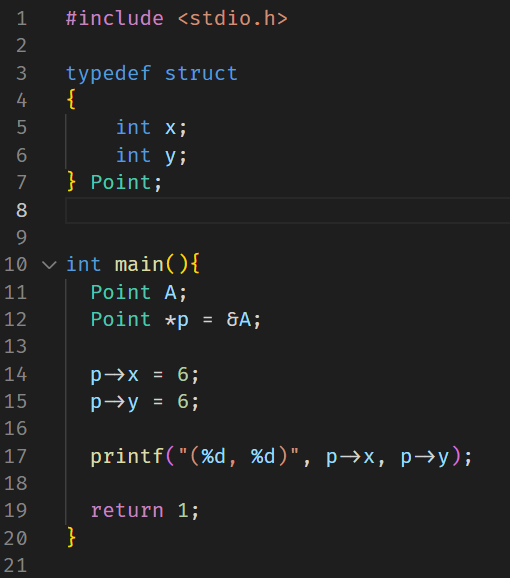 1 #include <stdio.h>
2
3 typedef struct
4 {
5     int x;
6     int y;
7 } Point;
8
9
10 int main(){
11   Point A;
12   Point *p = &A;
13
14   p->x = 6;
15   p->y = 6;
16
17   printf("(%d, %d)", p->x, p->y);
18
19   return 1;
20 }
21